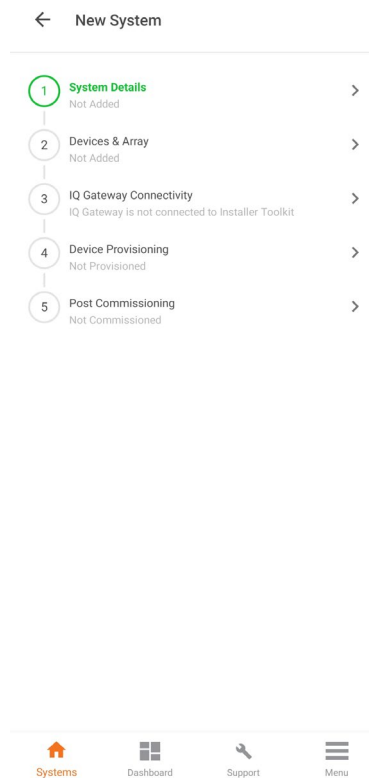 New System
1
System Details
Not Added
2
Devices & Array
Not Added
3
IQ Gateway Connectivity
IQ Gateway is not connected to Installer Toolkit
4
Device Provisioning
Not Provisioned
5
Post Commissioning
Not Commissioned
Systems
Dashboard
Support
Menu